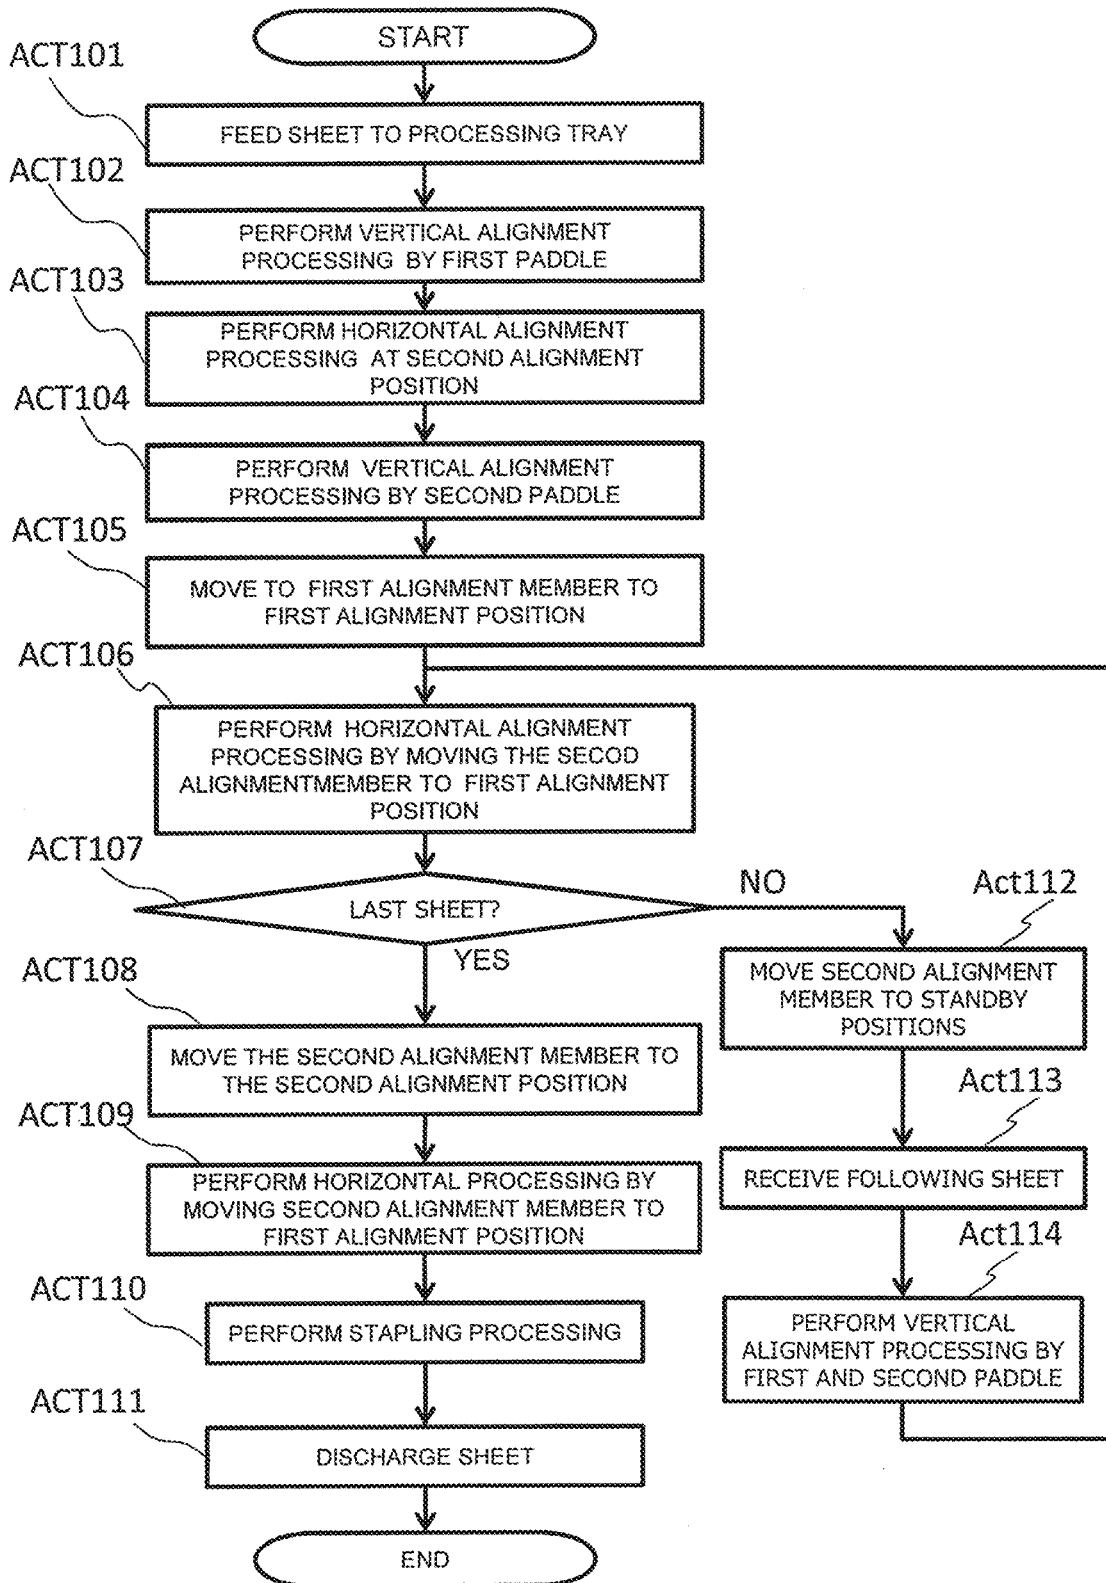 START
ACT101
FEED SHEET TO PROCESSING TRAY
ACT102
PERFORM VERTICAL ALIGNMENT
PROCESSING BY FIRST PADDLE
ACT103
PERFORM HORIZONTAL ALIGNMENT
PROCESSING AT SECOND ALIGNMENT
POSITION
ACT104
PERFORM VERTICAL ALIGNMENT
PROCESSING BY SECOND PADDLE
ACT105
MOVE TO FIRST ALIGNMENT MEMBER TO
FIRST ALIGNMENT POSITION
ACT106
PERFORM HORIZONTAL ALIGNMENT
PROCESSING BY MOVING THE SECOD
ALIGNMENTMEMBER TO FIRST ALIGNMENT
POSITION
ACT107
LAST SHEET?
NO
YES
ACT108
MOVE THE SECOND ALIGNMENT MEMBER TO
THE SECOND ALIGNMENT POSITION
ACT109
PERFORM HORIZONTAL PROCESSING BY
MOVING SECOND ALIGNMENT MEMBER TO
FIRST ALIGNMENT POSITION
ACT110
PERFORM STAPLING PROCESSING
ACT111
DISCHARGE SHEET
END
Act112
MOVE SECOND ALIGNMENT
MEMBER TO STANDBY
POSITIONS
Act113
RECEIVE FOLLOWING SHEET
Act114
PERFORM VERTICAL
ALIGNMENT PROCESSING BY
FIRST AND SECOND PADDLE